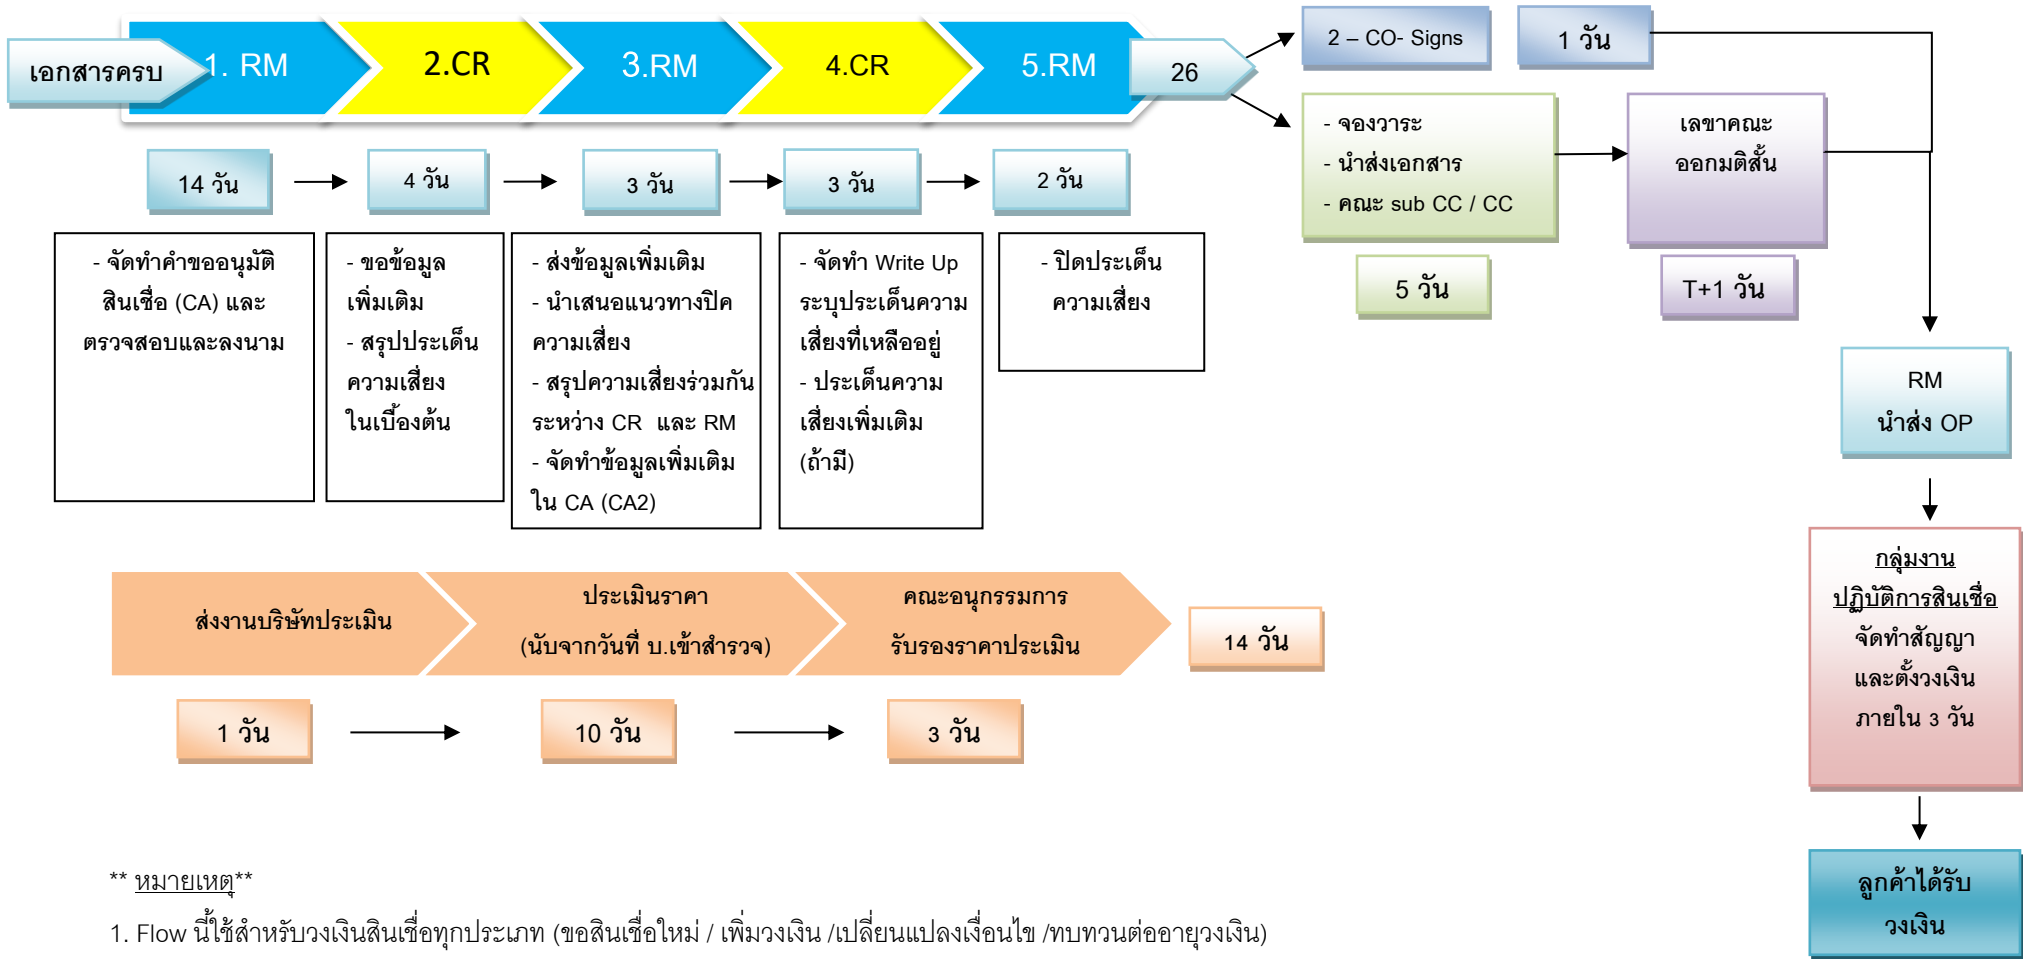 เอกสารครบ
1. RM
2.CR
3.RM
4.CR
5.RM
26
2 – CO- Signs
1 วัน
- จองวาระ
- นำส่งเอกสาร
- คณะ sub CC / CC
5 วัน
เลขาคณะ
ออกมติสั้น
T+1 วัน
14 วัน
4 วัน
3 วัน
3 วัน
2 วัน
- จัดทำคำขออนุมัติ
สินเชื่อ (CA) และ
ตรวจสอบและลงนาม
- ขอข้อมูล
เพิ่มเติม
- สรุปประเด็น
ความเสี่ยง
ในเบื้องต้น
- ส่งข้อมูลเพิ่มเติม
- นำเสนอแนวทางปิด
ความเสี่ยง
- สรุปความเสี่ยงร่วมกัน
ระหว่าง CR และ RM
- จัดทำข้อมูลเพิ่มเติม
ใน CA (CA2)
- จัดทำ Write Up
ระบุประเด็นความ
เสี่ยงที่เหลืออยู่
- ประเด็นความ
เสี่ยงเพิ่มเติม
(ถ้ามี)
- ปิดประเด็น
ความเสี่ยง
RM
นำส่ง OP
กลุ่มงาน
ปฏิบัติการสินเชื่อ
จัดทำสัญญา
และตั้งวงเงิน
ภายใน 3 วัน
ลูกค้าได้รับ
วงเงิน
ส่งงานบริษัทประเมิน
ประเมินราคา
(นับจากวันที่ บ.เข้าสำรวจ)
คณะอนุกรรมการ
รับรองราคาประเมิน
14 วัน
1 วัน
10 วัน
3 วัน
** หมายเหตุ**
1. Flow นี้ใช้สำหรับวงเงินสินเชื่อทุกประเภท (ขอสินเชื่อใหม่ / เพิ่มวงเงิน /เปลี่ยนแปลงเงื่อนไข /ทบทวนต่ออายุวงเงิน)